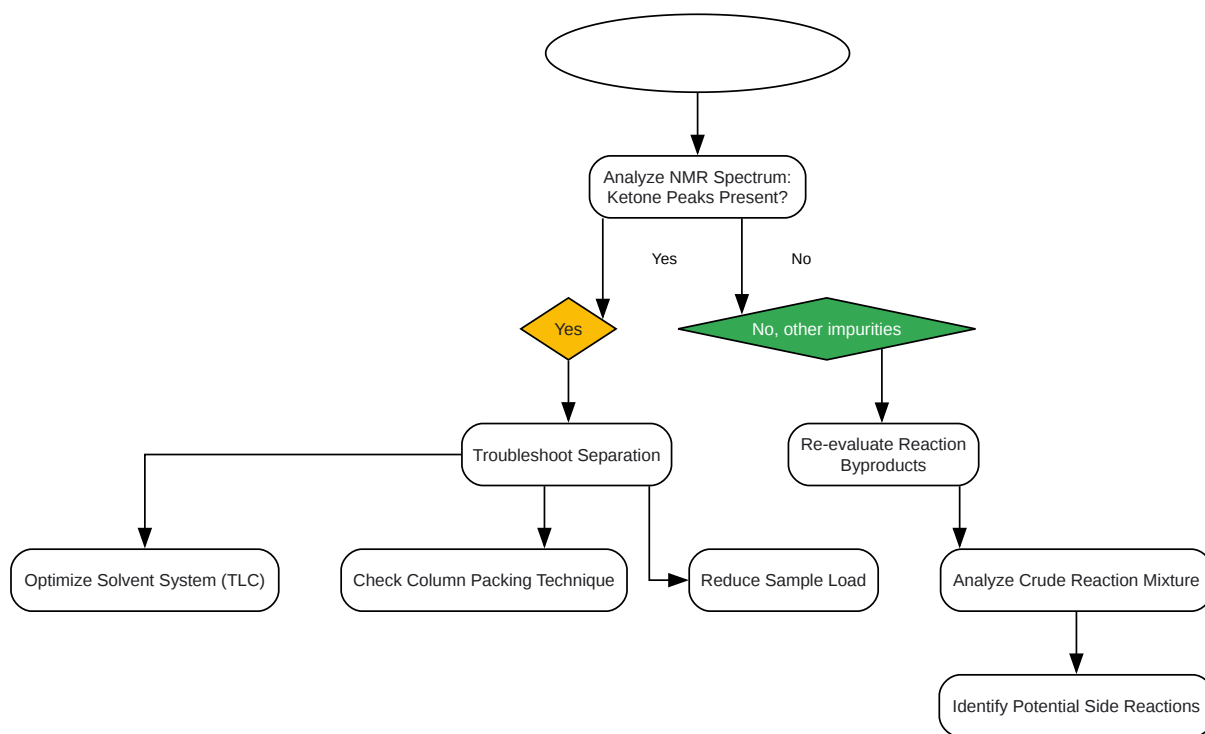 Analyze NMR Spectrum:
Ketone Peaks Present?
Yes
No
Yes
No, other impurities
Troubleshoot Separation
Re-evaluate Reaction
Byproducts
Optimize Solvent System (TLC)
Check Column Packing Technique
Reduce Sample Load
Analyze Crude Reaction Mixture
Identify Potential Side Reactions